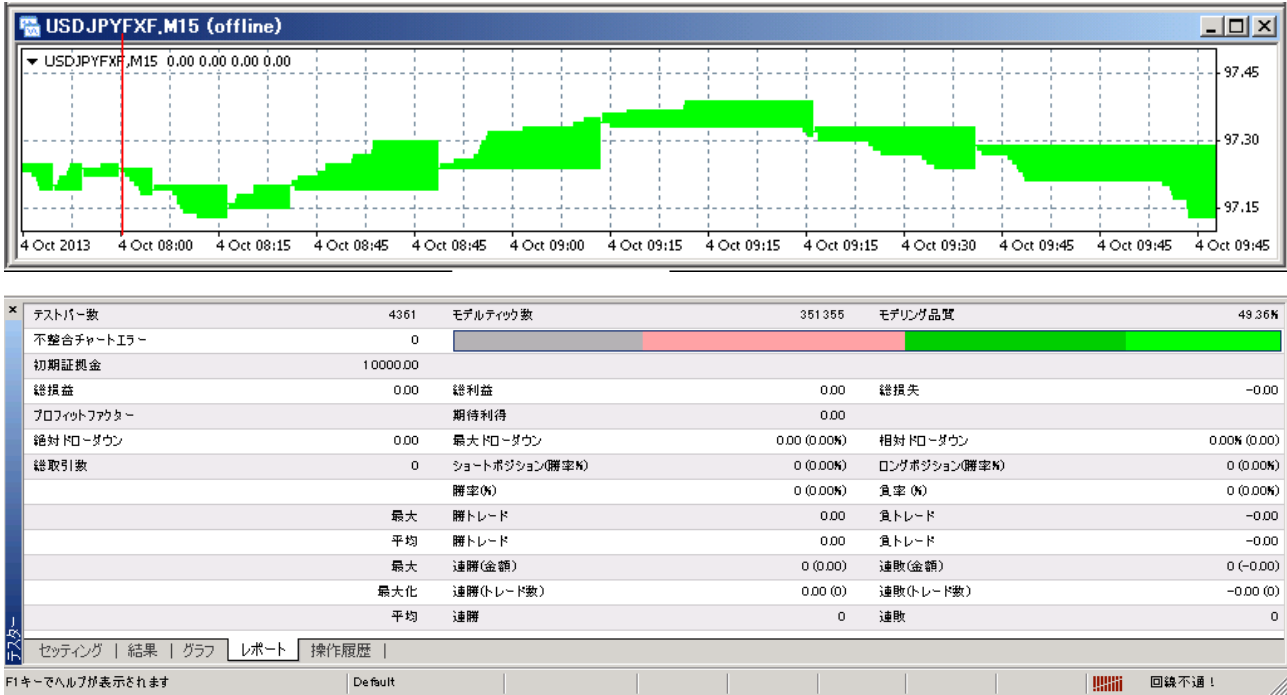 USDJPYFXF,M15 (offline)
USDJPYFXF,M15 0.00 0.00 0.00 0.00
97.45
97.30
97.15
4 Oct 2013 4 Oct 08:00 4 Oct 08:15 4 Oct 08:45 4 Oct 08:45 4 Oct 09:00 4 Oct 09:15 4 Oct 09:15 4 Oct 09:15 4 Oct 09:30 4 Oct 09:45 4 Oct 09:45 4 Oct 09:45
テストバー数 4361 モデルティック数 351355 モデリング品質 49.36%
不整合チャートエラー 0
初期証拠金 10000.00
総損益 0.00 総利益 0.00 総損失 -0.00
プロフィットファクター 期待利得 0.00
絶対ドローダウン 0.00 最大ドローダウン 0.00 (0.00%) 相対ドローダウン 0.00% (0.00)
総取引数 0 ショートポジション(勝率%) 0 (0.00%) ロングポジション(勝率%) 0 (0.00%)
勝率(%) 0 (0.00%) 負率 (%) 0 (0.00%)
最大 勝トレード 0.00 負トレード -0.00
平均 勝トレード 0.00 負トレード -0.00
最大 連勝(金額) 0 (0.00) 連敗(金額) 0 (-0.00)
最大化 連勝(トレード数) 0.00 (0) 連敗(トレード数) -0.00 (0)
平均 連勝 0 連敗 0
テスター
セッティング | 結果 | グラフ レポート 操作履歴 |
F1キーでヘルプが表示されます Default 回線不通！